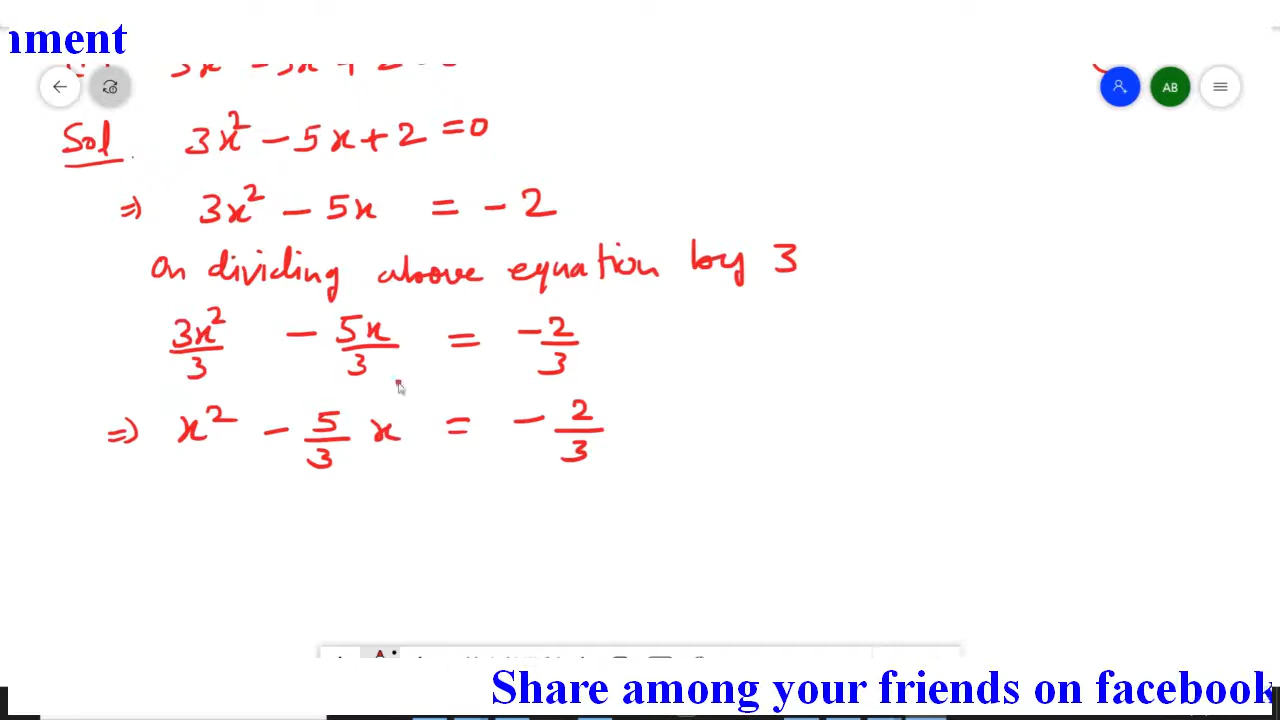 nment
Sol. 3x² - 5x + 2 = 0
⇒ 3x² - 5x = - 2
On dividing above equation by 3
3x²/3 - 5x/3 = -2/3
⇒ x² - 5/3 x = - 2/3
AB
Share among your friends on facebook